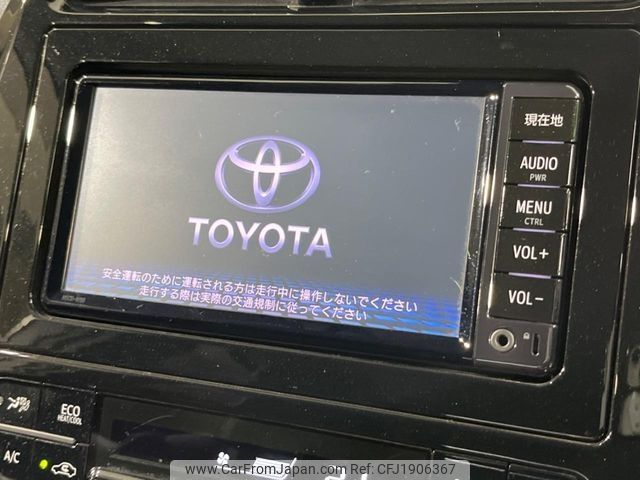 現在地
AUDIO
PWR
MENU
CTRL
VOL+
VOL-
TOYOTA
安全運転のために運転される方は走行中に操作しないでください
走行する際は実際の交通規制に従ってください
ECO
HEAT/COOL
A/C
www.CarFromJapan.com | Photo ID: CFJ1906367